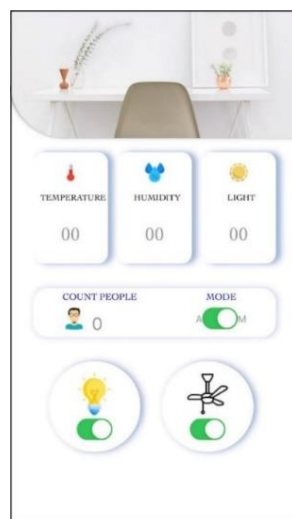 TEMPERATURE HUMIDITY LIGHT
00 00 00
COUNT PEOPLE MODE
0 A M